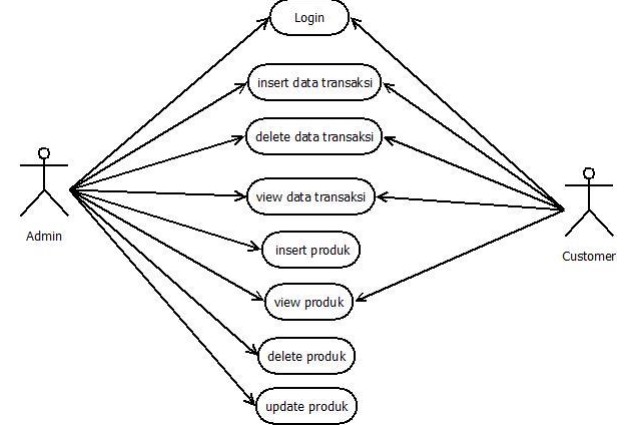 Login
insert data transaksi
delete data transaksi
view data transaksi
insert produk
view produk
delete produk
update produk
Admin
Customer